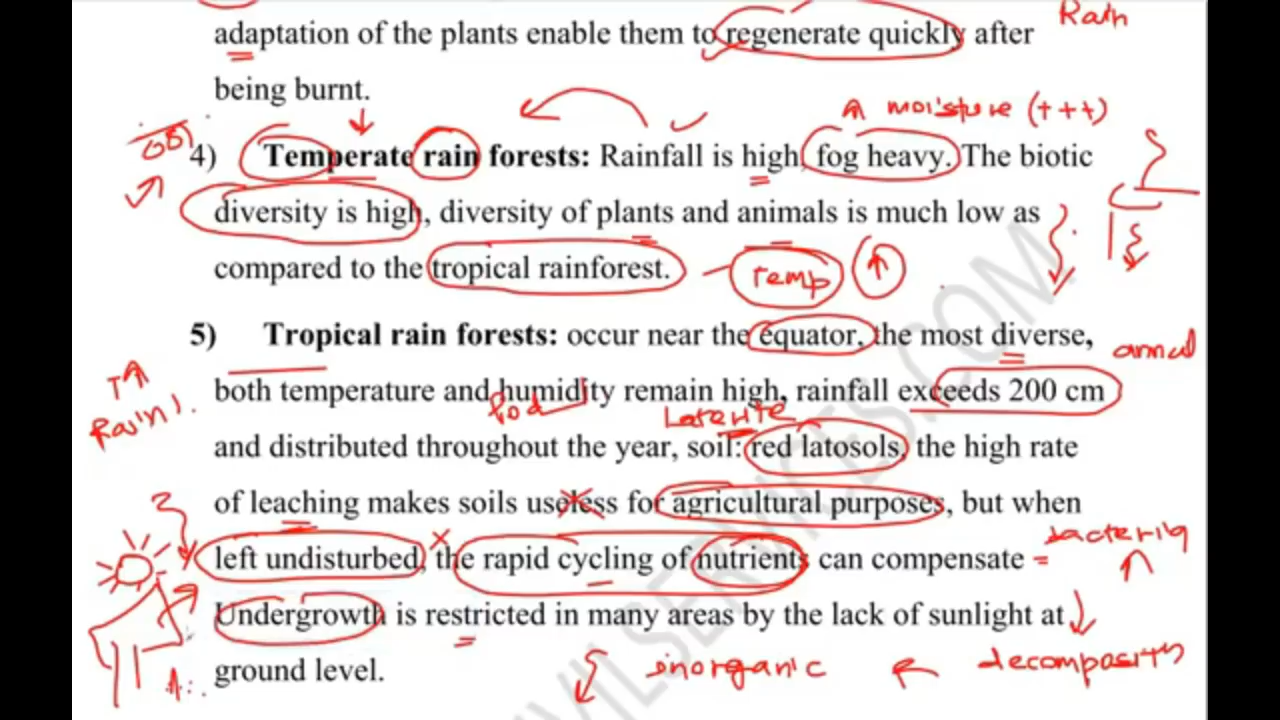 adaptation of the plants enable them to regenerate quickly after
Rain
being burnt.
moisture (+++)
4) Temperate rain forests: Rainfall is high, fog heavy. The biotic
diversity is high, diversity of plants and animals is much low as
compared to the tropical rainforest.
Temp
5) Tropical rain forests: occur near the equator, the most diverse,
annual
both temperature and humidity remain high, rainfall exceeds 200 cm
Rain
Laterite
and distributed throughout the year, soil: red latosols, the high rate
of leaching makes soils useless for agricultural purposes, but when
left undisturbed, the rapid cycling of nutrients can compensate
bacteria
Undergrowth is restricted in many areas by the lack of sunlight at
ground level.
inorganic
CIVILSERVICES.COM